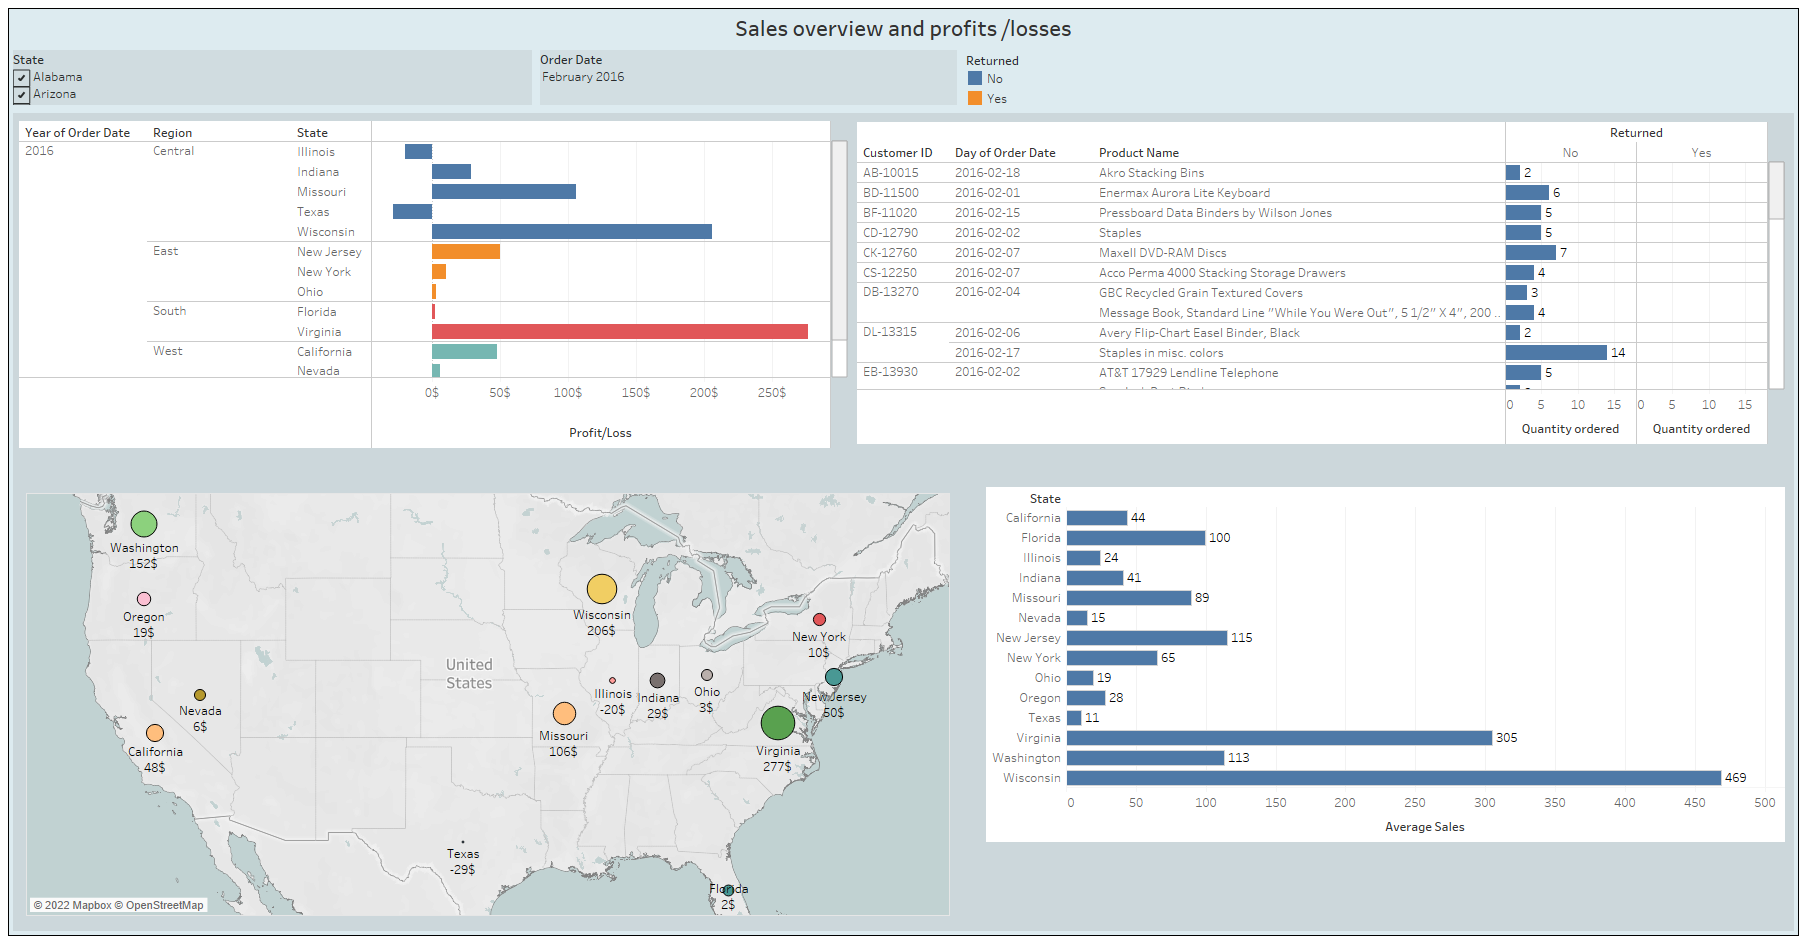 Sales overview and profits /losses
State
Alabama
Arizona
Order Date
February 2016
Returned
No
Yes
Year of Order Date Region State
2016 Central Illinois
Indiana
Missouri
Texas
Wisconsin
East New Jersey
New York
Ohio
South Florida
Virginia
West California
Nevada
0$ 50$ 100$ 150$ 200$ 250$
Profit/Loss
Returned
Customer ID Day of Order Date Product Name No Yes
AB-10015 2016-02-18 Akro Stacking Bins 2
BD-11500 2016-02-01 Enermax Aurora Lite Keyboard 6
BF-11020 2016-02-15 Pressboard Data Binders by Wilson Jones 5
CD-12790 2016-02-02 Staples 5
CK-12760 2016-02-07 Maxell DVD-RAM Discs 7
CS-12250 2016-02-07 Acco Perma 4000 Stacking Storage Drawers 4
DB-13270 2016-02-04 GBC Recycled Grain Textured Covers 3
Message Book, Standard Line "While You Were Out", 5 1/2" X 4", 200 .. 4
DL-13315 2016-02-06 Avery Flip-Chart Easel Binder, Black 2
2016-02-17 Staples in misc. colors 14
EB-13930 2016-02-02 AT&T 17929 Lendline Telephone 5
0 5 10 15 0 5 10 15
Quantity ordered Quantity ordered
Washington
152$
Oregon
19$
Nevada
6$
California
48$
United
States
Wisconsin
206$
Missouri
106$
Illinois
-20$
Indiana
29$
Ohio
3$
New York
10$
New Jersey
50$
Virginia
277$
Texas
-29$
Florida
2$
© 2022 Mapbox © OpenStreetMap
State
California 44
Florida 100
Illinois 24
Indiana 41
Missouri 89
Nevada 15
New Jersey 115
New York 65
Ohio 19
Oregon 28
Texas 11
Virginia 305
Washington 113
Wisconsin 469
0 50 100 150 200 250 300 350 400 450 500
Average Sales